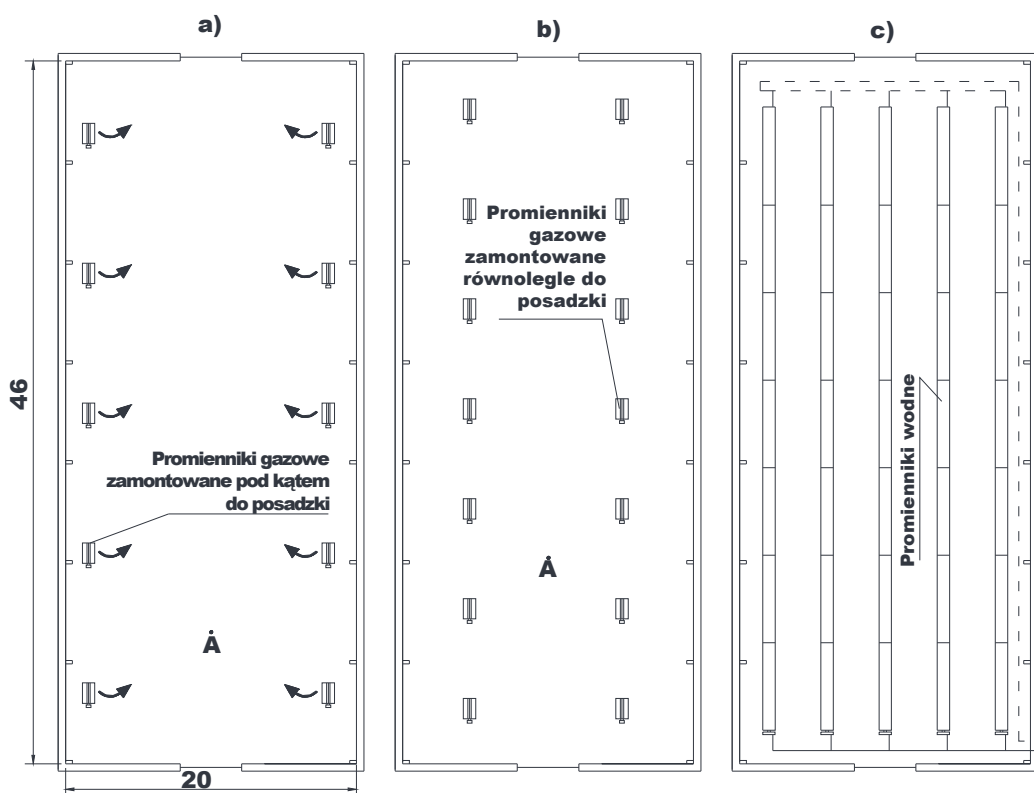 a)
b)
c)
46
20
Promienniki gazowe
zamontowane pod kątem
do posadzki
Å
Promienniki
gazowe
zamontowane
równolegle do
posadzki
Å
Promienniki wodne